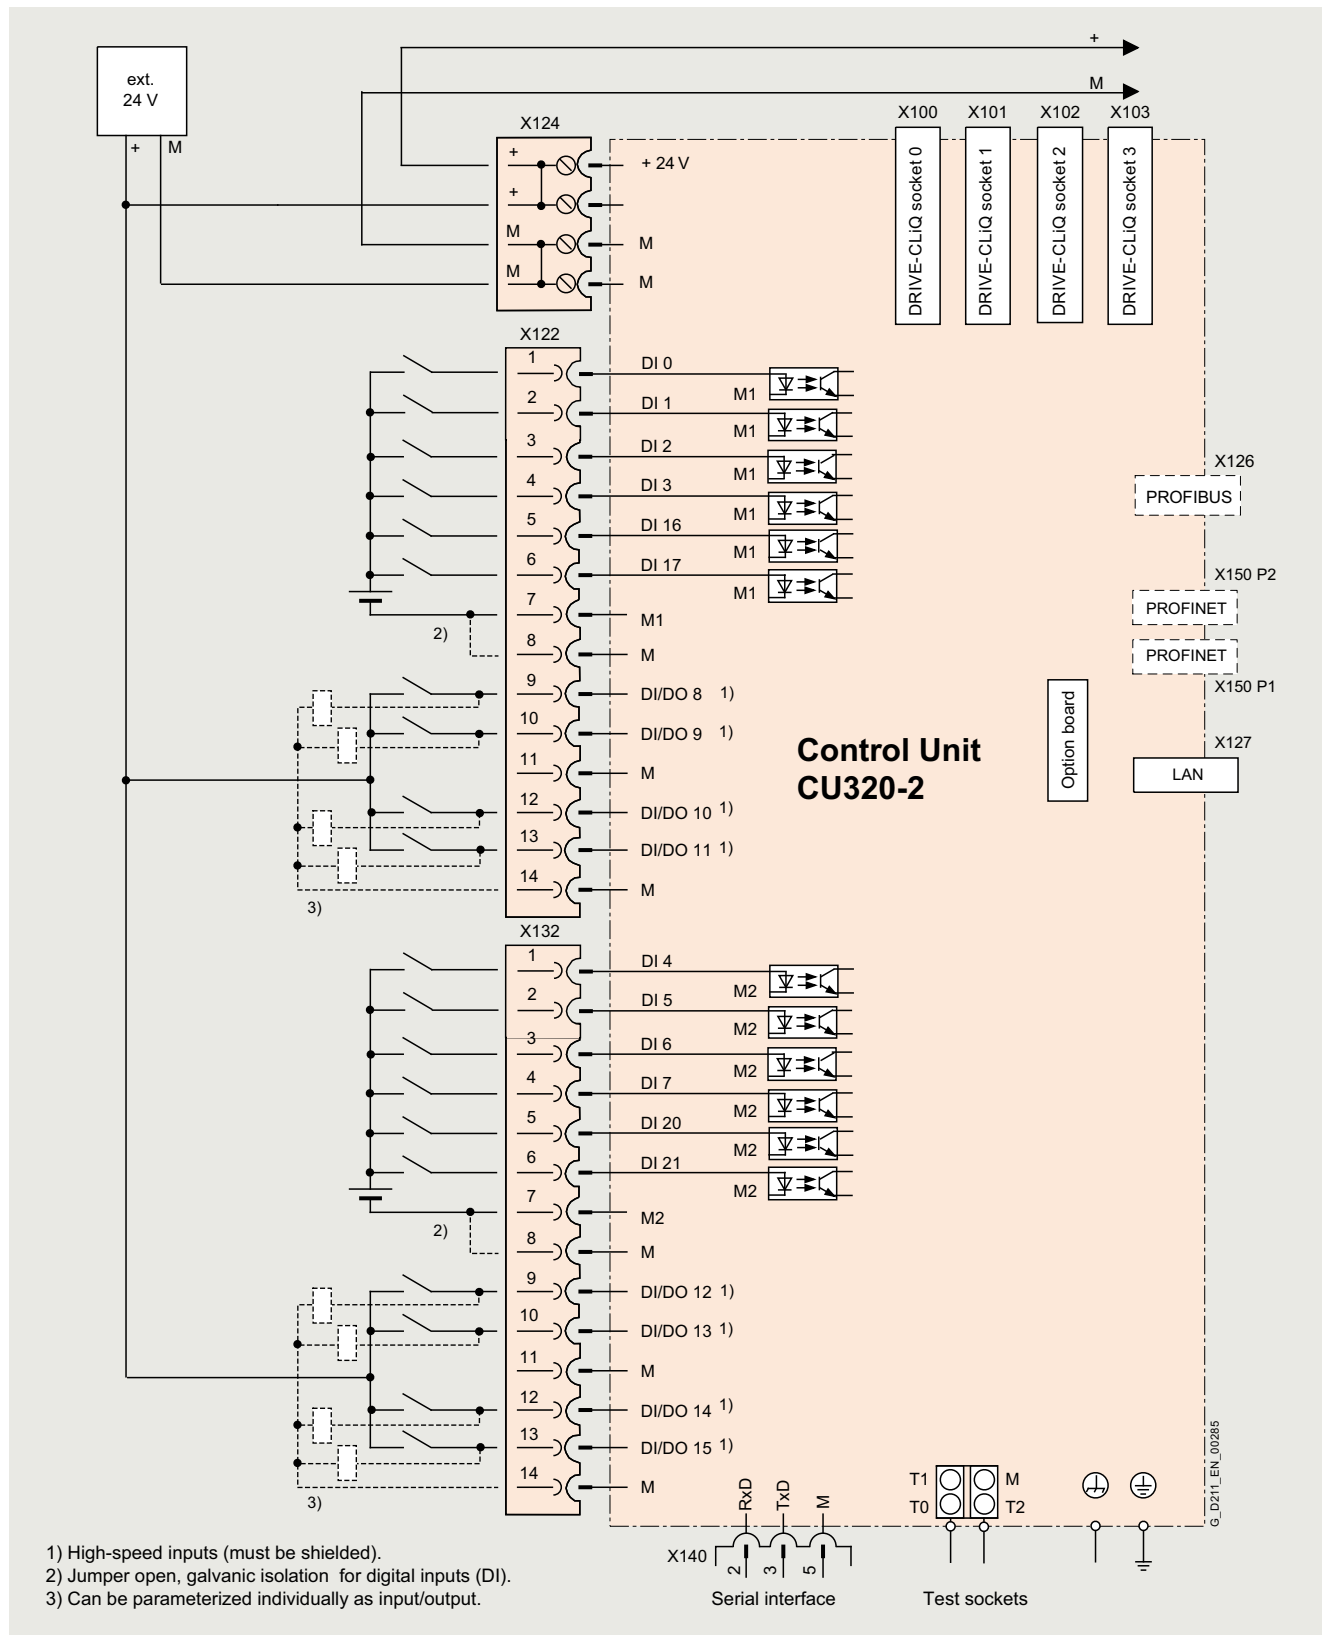 +
M
ext.
24 V
+ M
X124
X100 X101 X102 X103
DRIVE-CLiQ socket 0
DRIVE-CLiQ socket 1
DRIVE-CLiQ socket 2
DRIVE-CLiQ socket 3
+ + 24 V
+
M M
M M
X122
1 DI 0
M1
2 DI 1
M1
3 DI 2
M1
4 DI 3
M1
5 DI 16
M1
6 DI 17
M1
7 M1
2)
8 M
9 DI/DO 8 1)
10 DI/DO 9 1)
11 M
12 DI/DO 10 1)
13 DI/DO 11 1)
14 M
3)
Control Unit
CU320-2
Option board
X126
PROFIBUS
X150 P2
PROFINET
PROFINET
X150 P1
X127
LAN
X132
1 DI 4
M2
2 DI 5
M2
3 DI 6
M2
4 DI 7
M2
5 DI 20
M2
6 DI 21
M2
7 M2
2)
8 M
9 DI/DO 12 1)
10 DI/DO 13 1)
11 M
12 DI/DO 14 1)
13 DI/DO 15 1)
14 M
3)
RxD TxD M
X140
2 3 5
Serial interface
T1 M
T0 T2
Test sockets
G_D211_EN_00285
1) High-speed inputs (must be shielded).
2) Jumper open, galvanic isolation for digital inputs (DI).
3) Can be parameterized individually as input/output.